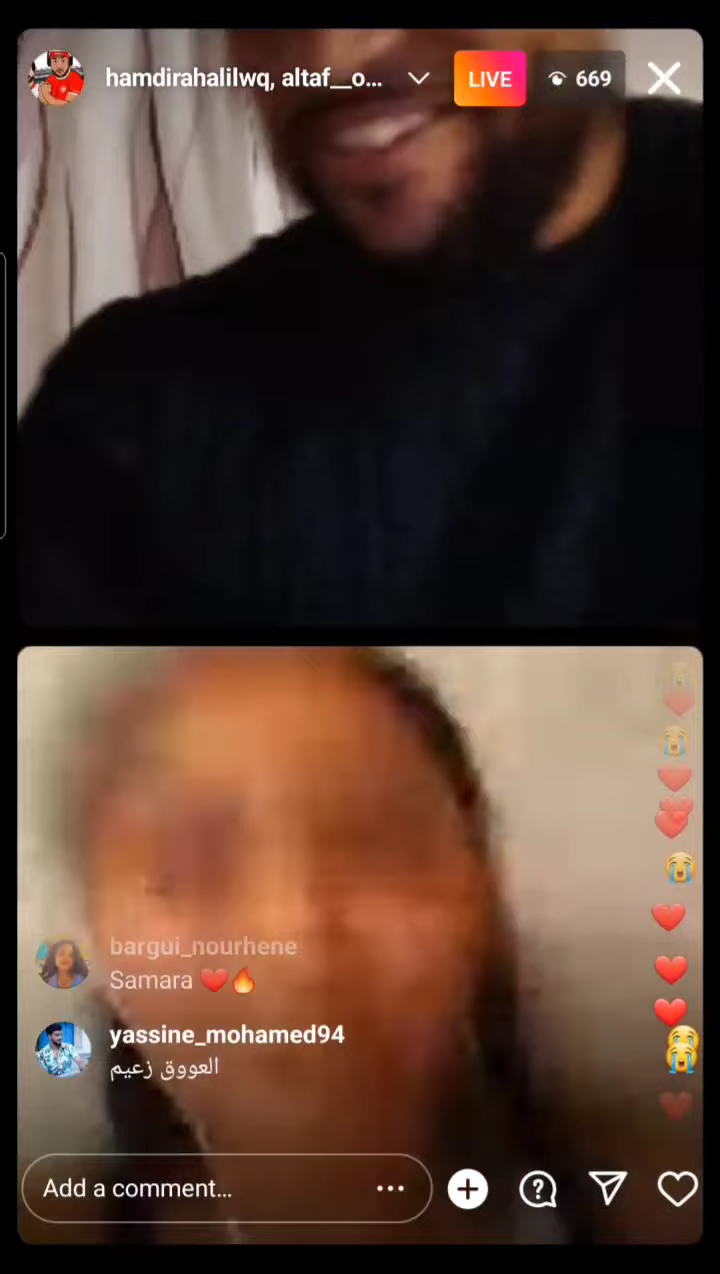 hamdirahalilwq, altaf__o...
LIVE
669
bargui_nourhene
Samara ❤️🔥
yassine_mohamed94
العووق زعيم
Add a comment...